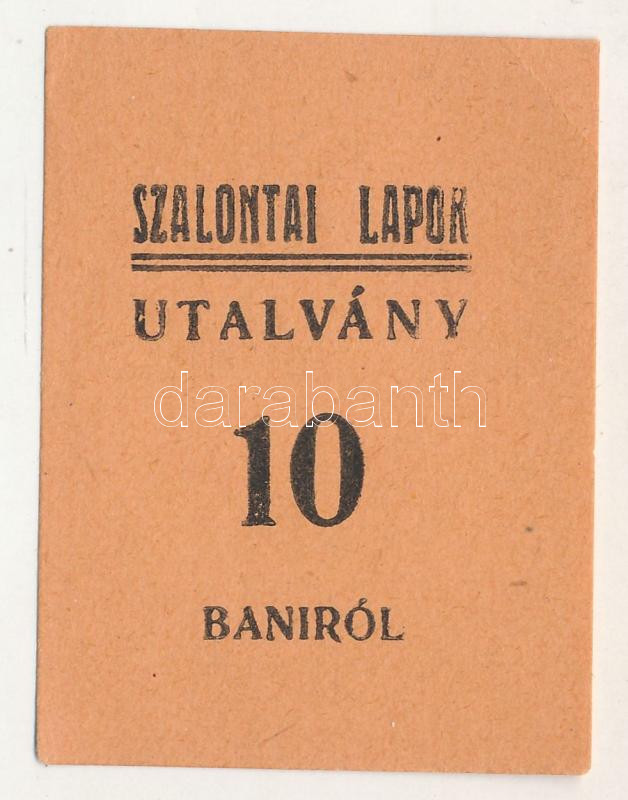 SZALONTAI LAPOK
UTALVÁNY
darabanth
10
BANIRÓL